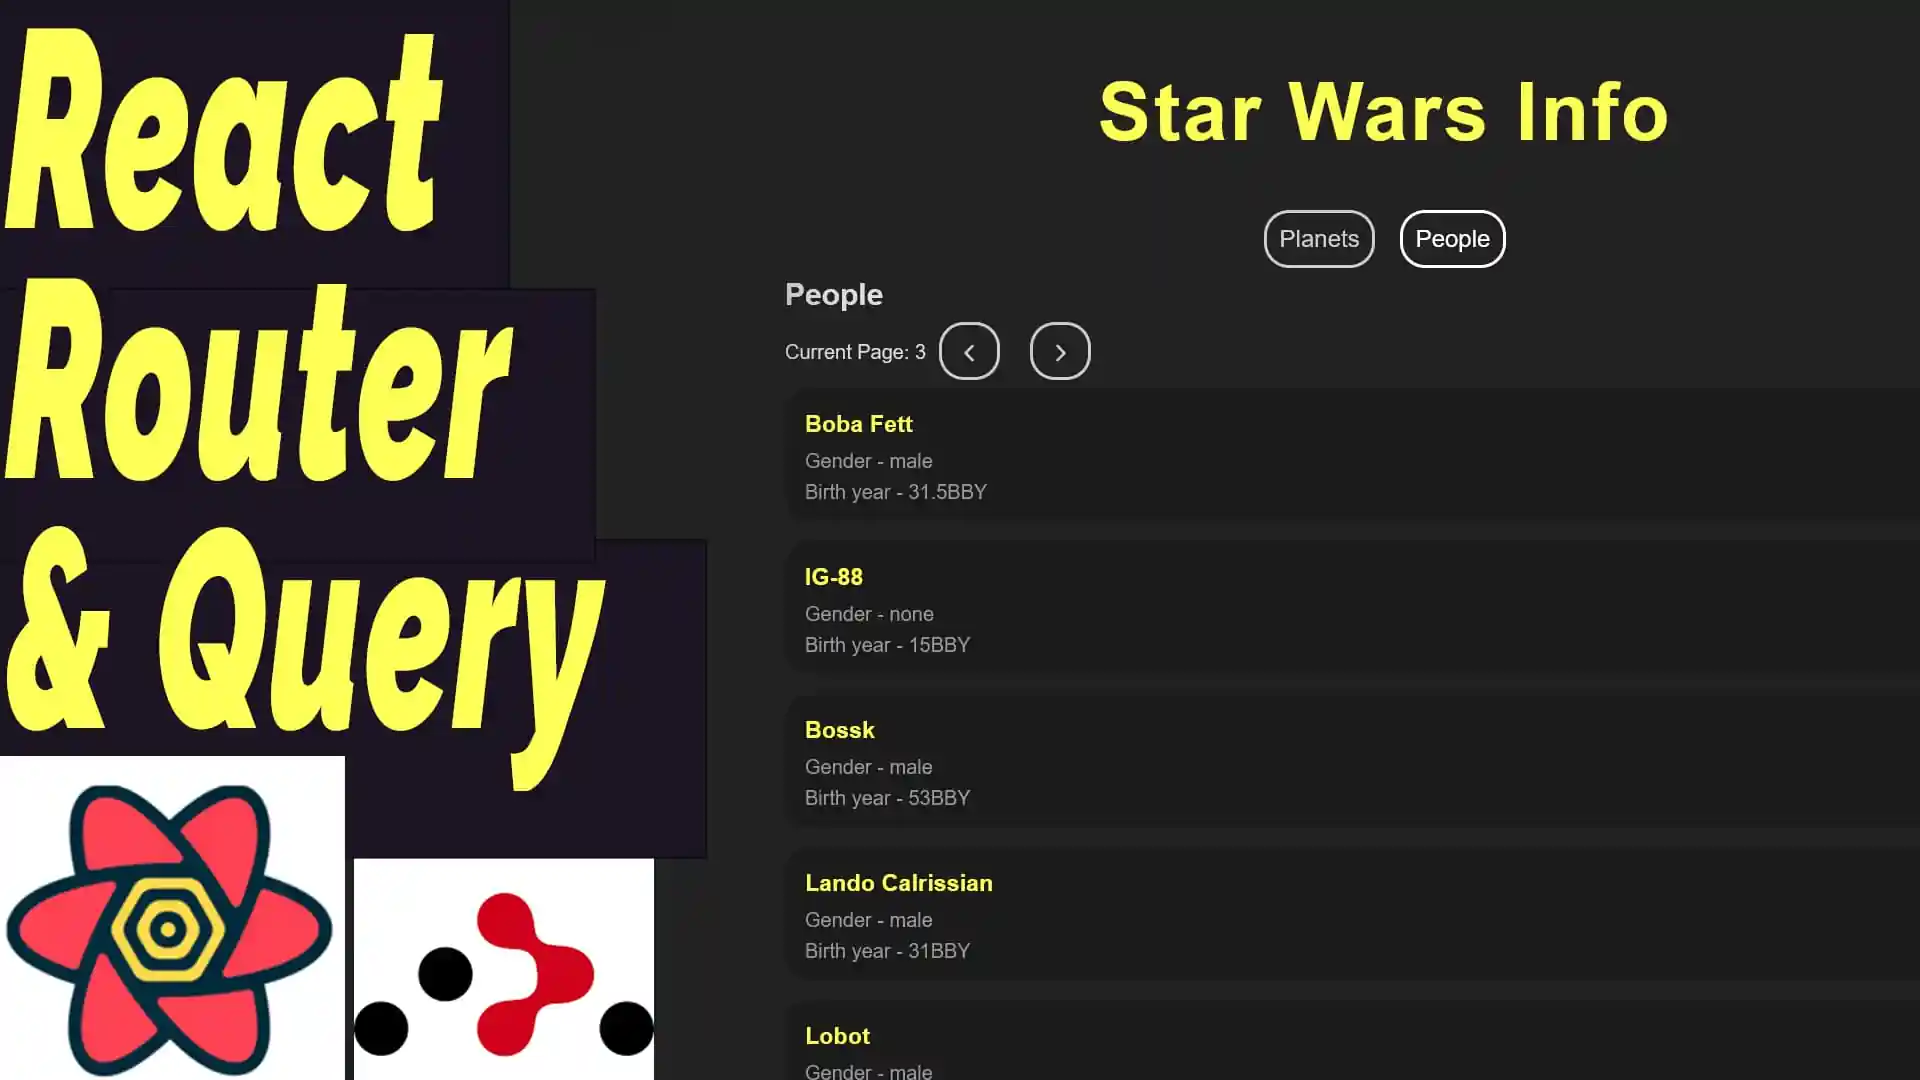 React
Router
& Query
Star Wars Info
Planets
People
People
Current Page: 3
Boba Fett
Gender - male
Birth year - 31.5BBY
IG-88
Gender - none
Birth year - 15BBY
Bossk
Gender - male
Birth year - 53BBY
Lando Calrissian
Gender - male
Birth year - 31BBY
Lobot
Gender - male